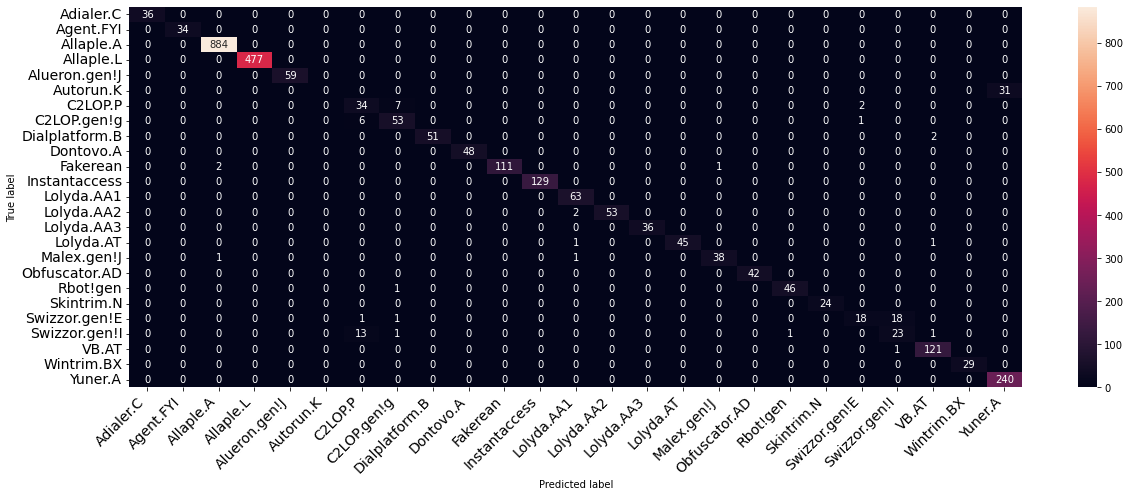 Adialer.C 36 0 0 0 0 0 0 0 0 0 0 0 0 0 0 0 0 0 0 0 0 0 0 0 0
Agent.FYI 0 34 0 0 0 0 0 0 0 0 0 0 0 0 0 0 0 0 0 0 0 0 0 0 0
Allaple.A 0 0 884 0 0 0 0 0 0 0 0 0 0 0 0 0 0 0 0 0 0 0 0 0 0
Allaple.L 0 0 0 477 0 0 0 0 0 0 0 0 0 0 0 0 0 0 0 0 0 0 0 0 0
Alueron.gen!J 0 0 0 0 59 0 0 0 0 0 0 0 0 0 0 0 0 0 0 0 0 0 0 0 0
Autorun.K 0 0 0 0 0 0 0 0 0 0 0 0 0 0 0 0 0 0 0 0 0 0 0 0 31
C2LOP.P 0 0 0 0 0 0 34 7 0 0 0 0 0 0 0 0 0 0 0 0 2 0 0 0 0
C2LOP.gen!g 0 0 0 0 0 0 6 53 0 0 0 0 0 0 0 0 0 0 0 0 1 0 0 0 0
Dialplatform.B 0 0 0 0 0 0 0 0 51 0 0 0 0 0 0 0 0 0 0 0 0 0 2 0 0
Dontovo.A 0 0 0 0 0 0 0 0 0 48 0 0 0 0 0 0 0 0 0 0 0 0 0 0 0
Fakerean 0 0 2 0 0 0 0 0 0 0 111 0 0 0 0 0 1 0 0 0 0 0 0 0 0
Instantaccess 0 0 0 0 0 0 0 0 0 0 0 129 0 0 0 0 0 0 0 0 0 0 0 0 0
Lolyda.AA1 0 0 0 0 0 0 0 0 0 0 0 0 63 0 0 0 0 0 0 0 0 0 0 0 0
Lolyda.AA2 0 0 0 0 0 0 0 0 0 0 0 0 2 53 0 0 0 0 0 0 0 0 0 0 0
Lolyda.AA3 0 0 0 0 0 0 0 0 0 0 0 0 0 0 36 0 0 0 0 0 0 0 0 0 0
Lolyda.AT 0 0 0 0 0 0 0 0 0 0 0 0 1 0 0 45 0 0 0 0 0 0 1 0 0
Malex.gen!J 0 0 1 0 0 0 0 0 0 0 0 0 1 0 0 0 38 0 0 0 0 0 0 0 0
Obfuscator.AD 0 0 0 0 0 0 0 0 0 0 0 0 0 0 0 0 0 42 0 0 0 0 0 0 0
Rbot!gen 0 0 0 0 0 0 0 1 0 0 0 0 0 0 0 0 0 0 46 0 0 0 0 0 0
Skintrim.N 0 0 0 0 0 0 0 0 0 0 0 0 0 0 0 0 0 0 0 24 0 0 0 0 0
Swizzor.gen!E 0 0 0 0 0 0 1 1 0 0 0 0 0 0 0 0 0 0 0 0 18 18 0 0 0
Swizzor.gen!I 0 0 0 0 0 0 13 1 0 0 0 0 0 0 0 0 0 0 1 0 0 23 1 0 0
VB.AT 0 0 0 0 0 0 0 0 0 0 0 0 0 0 0 0 0 0 0 0 0 1 121 0 0
Wintrim.BX 0 0 0 0 0 0 0 0 0 0 0 0 0 0 0 0 0 0 0 0 0 0 0 29 0
Yuner.A 0 0 0 0 0 0 0 0 0 0 0 0 0 0 0 0 0 0 0 0 0 0 0 0 240
True label
Adialer.C
Agent.FYI
Allaple.A
Allaple.L
Alueron.gen!J
Autorun.K
C2LOP.P
C2LOP.gen!g
Dialplatform.B
Dontovo.A
Fakerean
Instantaccess
Lolyda.AA1
Lolyda.AA2
Lolyda.AA3
Lolyda.AT
Malex.gen!J
Obfuscator.AD
Rbot!gen
Skintrim.N
Swizzor.gen!E
Swizzor.gen!I
VB.AT
Wintrim.BX
Yuner.A
Predicted label
800
700
600
500
400
300
200
100
0